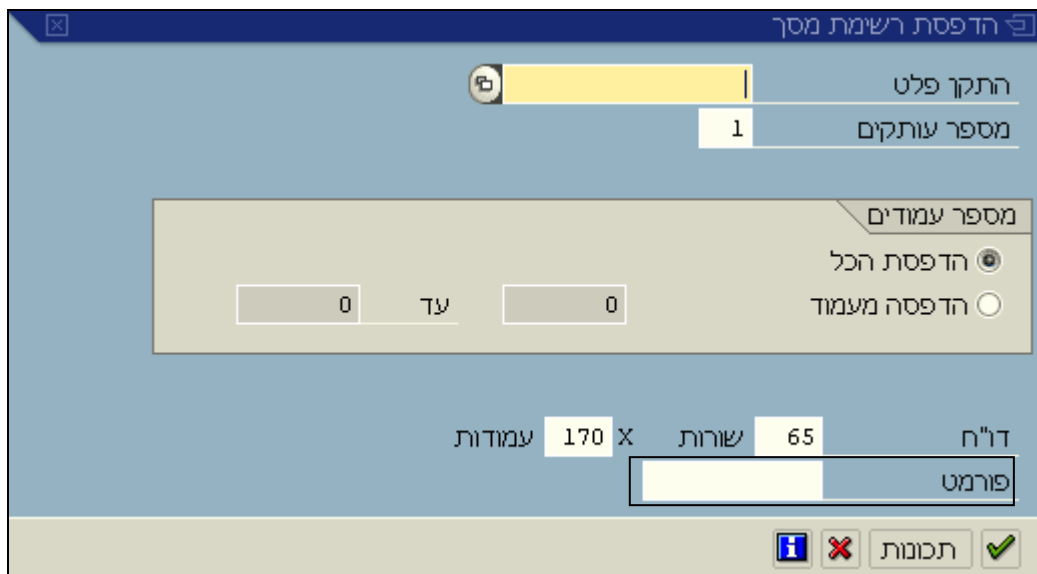 הדפסת רשימת מסך
התקן פלט
מספר עותקים 1
מספר עמודים
הדפסת הכל
הדפסה מעמוד 0 עד 0
דו"ח 65 שורות X 170 עמודות
פורמט
תכונות